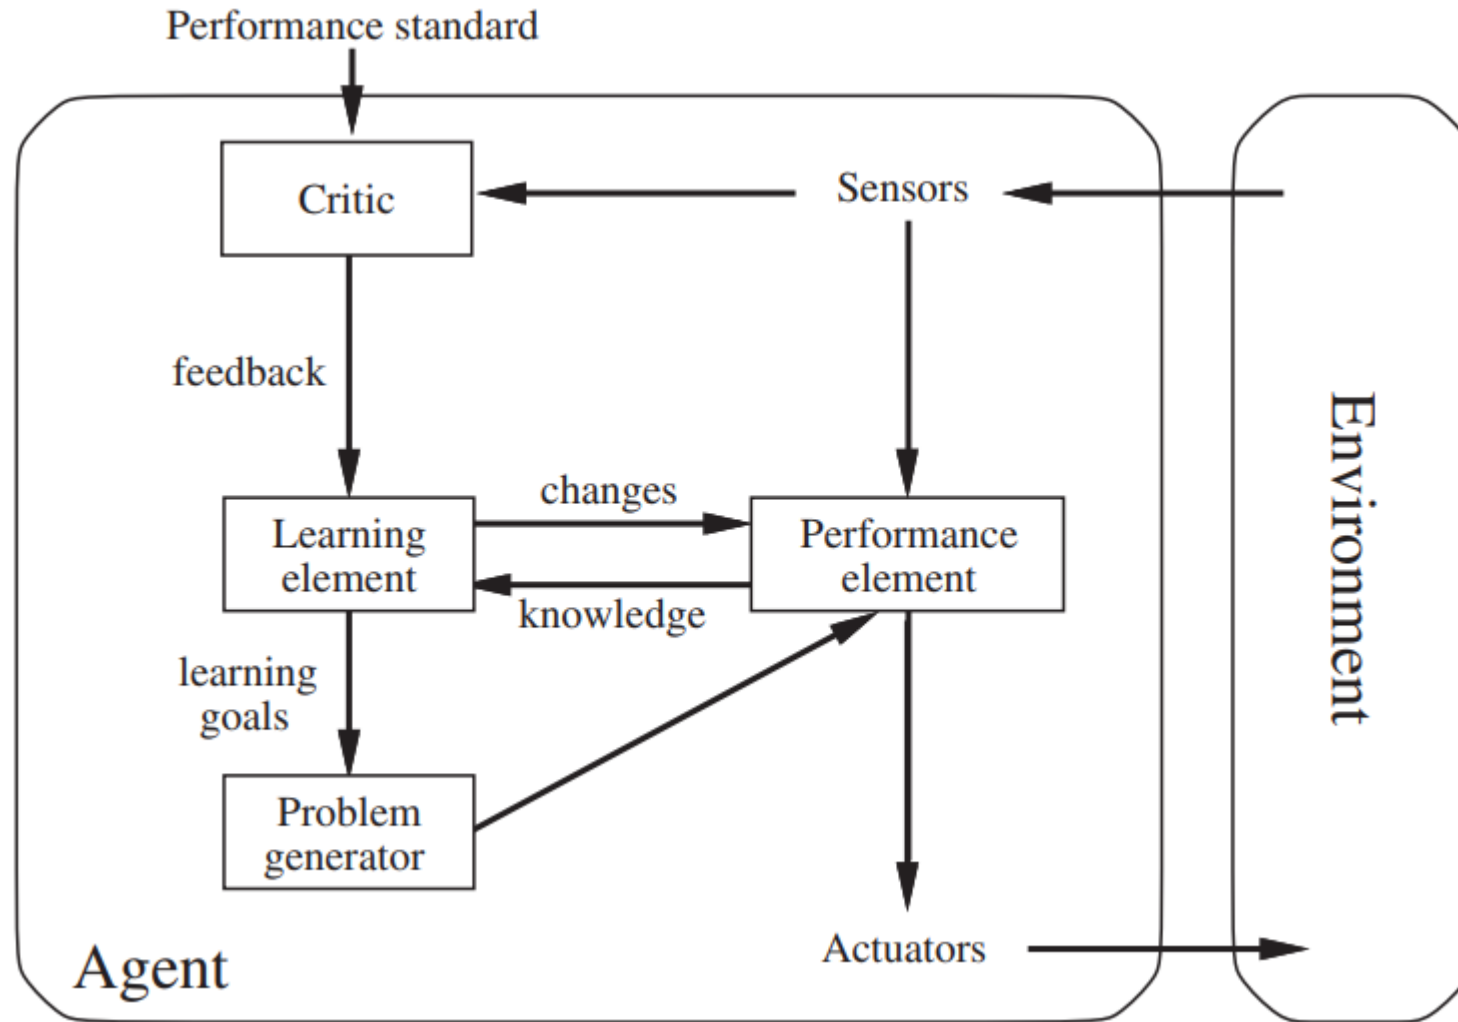 Performance standard
Critic
Sensors
feedback
changes
Learning
element
Performance
element
knowledge
learning
goals
Problem
generator
Agent
Actuators
Environment